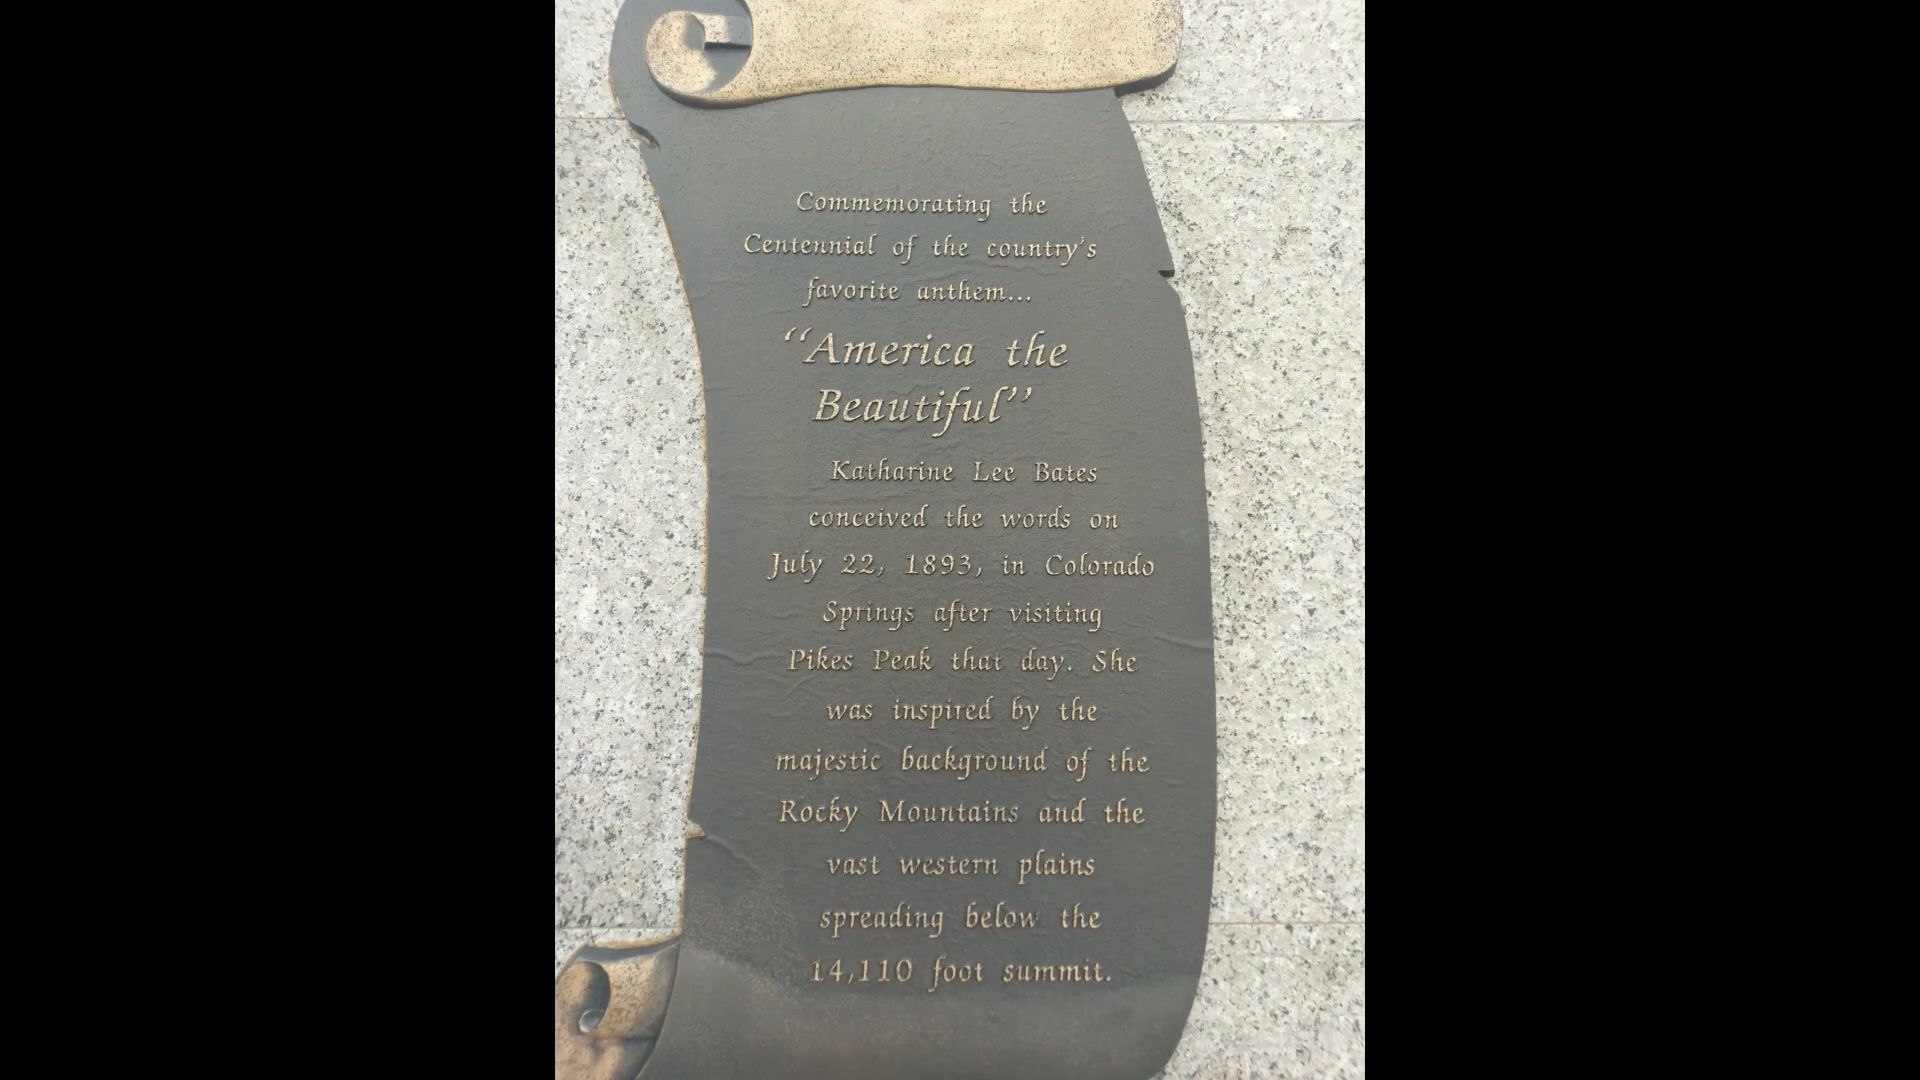 Commemorating the
Centennial of the country's
favorite anthem...
“America the
Beautiful”
Katharine Lee Bates
conceived the words on
July 22, 1893, in Colorado
Springs after visiting
Pikes Peak that day. She
was inspired by the
majestic background of the
Rocky Mountains and the
vast western plains
spreading below the
14,110 foot summit.